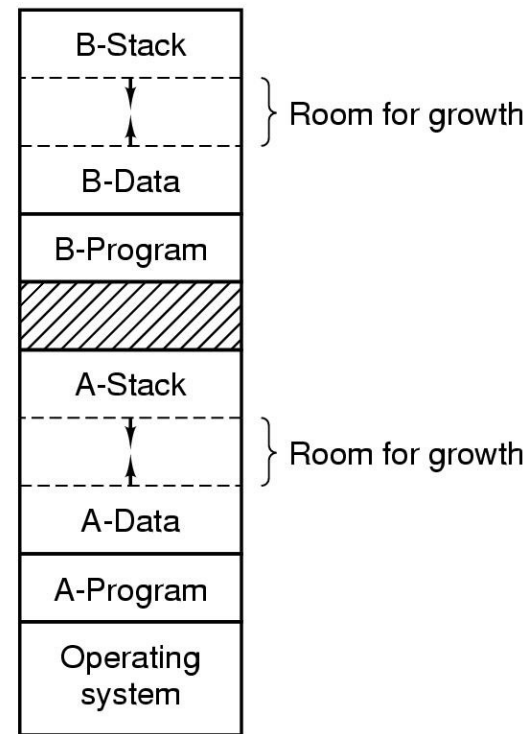 B-Stack
Room for growth
B-Data
B-Program
A-Stack
Room for growth
A-Data
A-Program
Operating
system